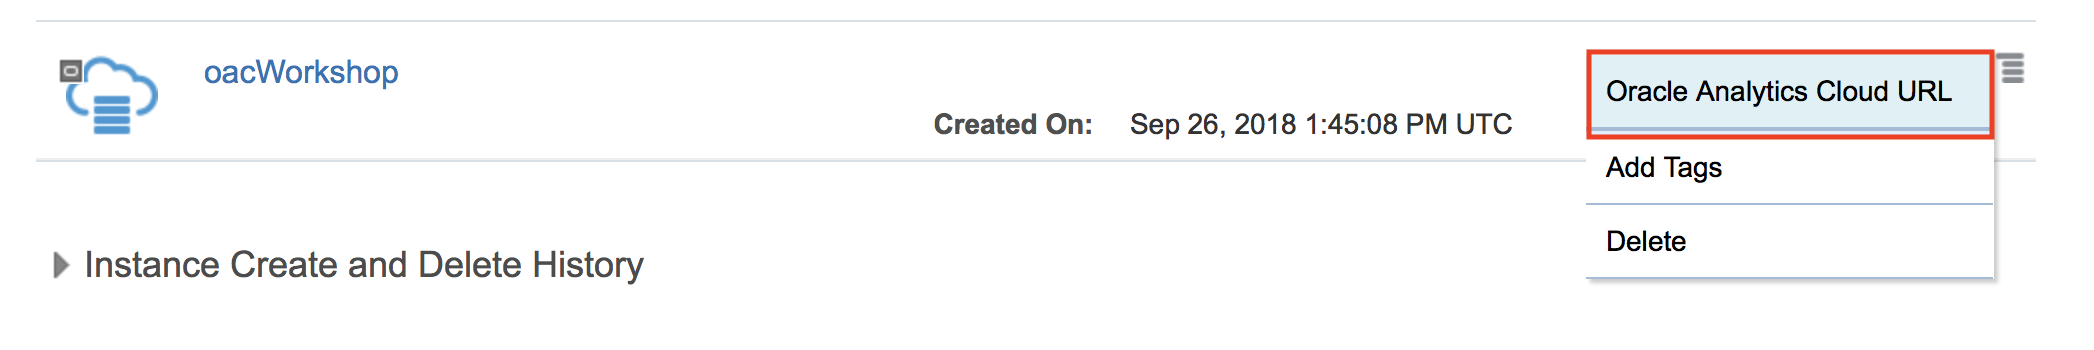 oacWorkshop
Created On: Sep 26, 2018 1:45:08 PM UTC
Oracle Analytics Cloud URL
Add Tags
Delete
Instance Create and Delete History